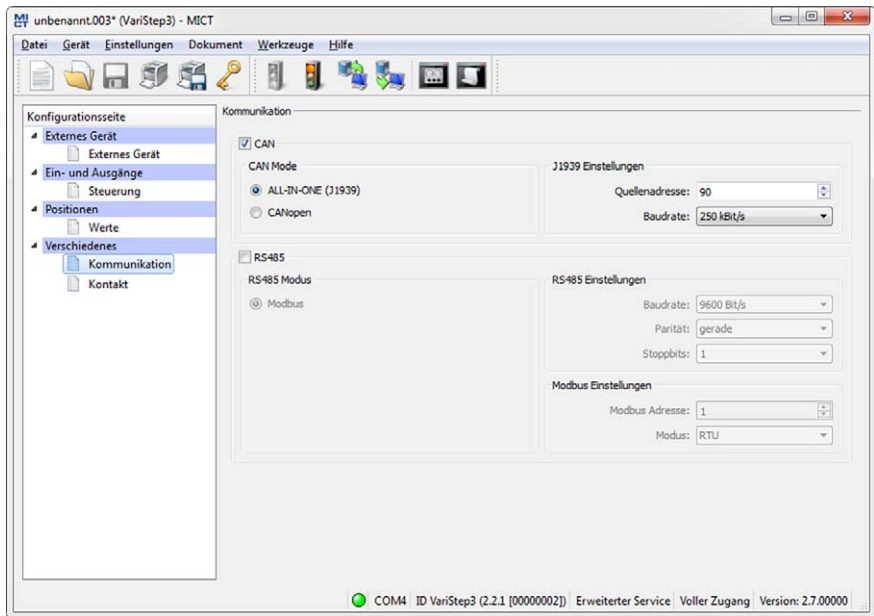 MICT unbenannt.003* (VariStep3) - MICT
Datei Gerät Einstellungen Dokument Werkzeuge Hilfe
Konfigurationsseite
Externes Gerät
Externes Gerät
Ein- und Ausgänge
Steuerung
Positionen
Werte
Verschiedenes
Kommunikation
Kontakt
Kommunikation
CAN
CAN Mode
ALL-IN-ONE (J1939)
CANopen
J1939 Einstellungen
Quellenadresse: 90
Baudrate: 250 kBit/s
RS485
RS485 Modus
Modbus
RS485 Einstellungen
Baudrate: 9600 Bit/s
Parität: gerade
Stoppbits: 1
Modbus Einstellungen
Modbus Adresse: 1
Modus: RTU
COM4 ID VariStep3 (2.2.1 [00000002]) Erweiterter Service Voller Zugang Version: 2.7.00000